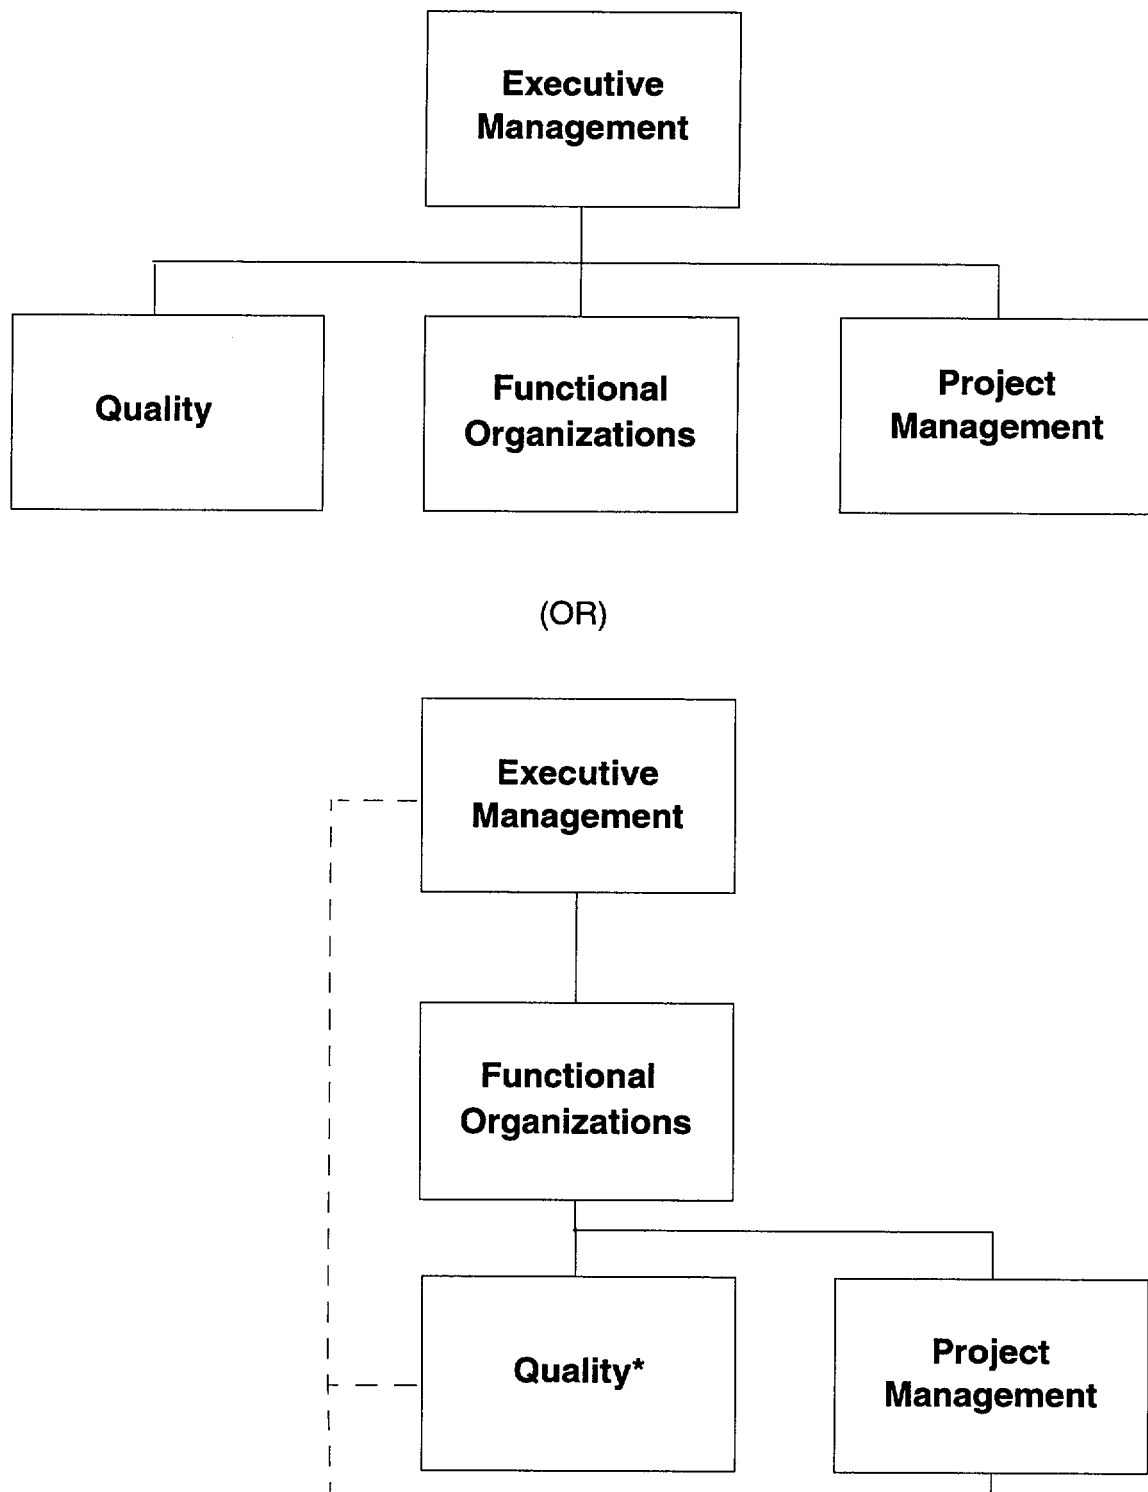 Executive
Management
Quality
Functional
Organizations
Project
Management
(OR)
Executive
Management
Functional
Organizations
Quality*
Project
Management